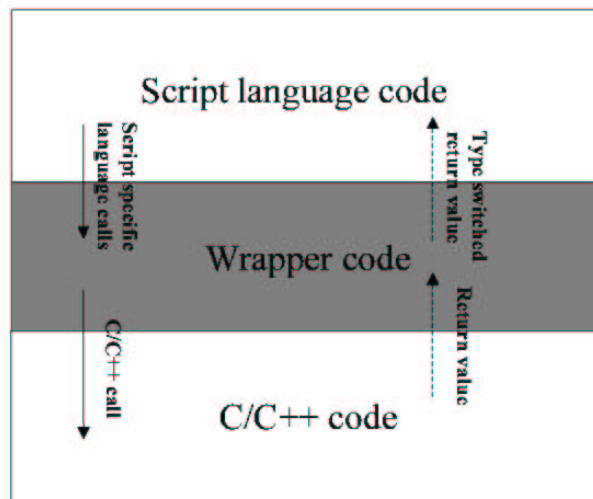 Script language code
Script specific
language calls
Type switched
return value
Wrapper code
C/C++ call
Return value
C/C++ code